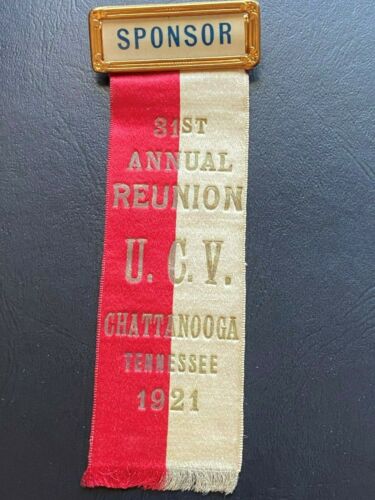 SPONSOR
31ST
ANNUAL
REUNION
U. C. V.
CHATTANOOGA
TENNESSEE
1921